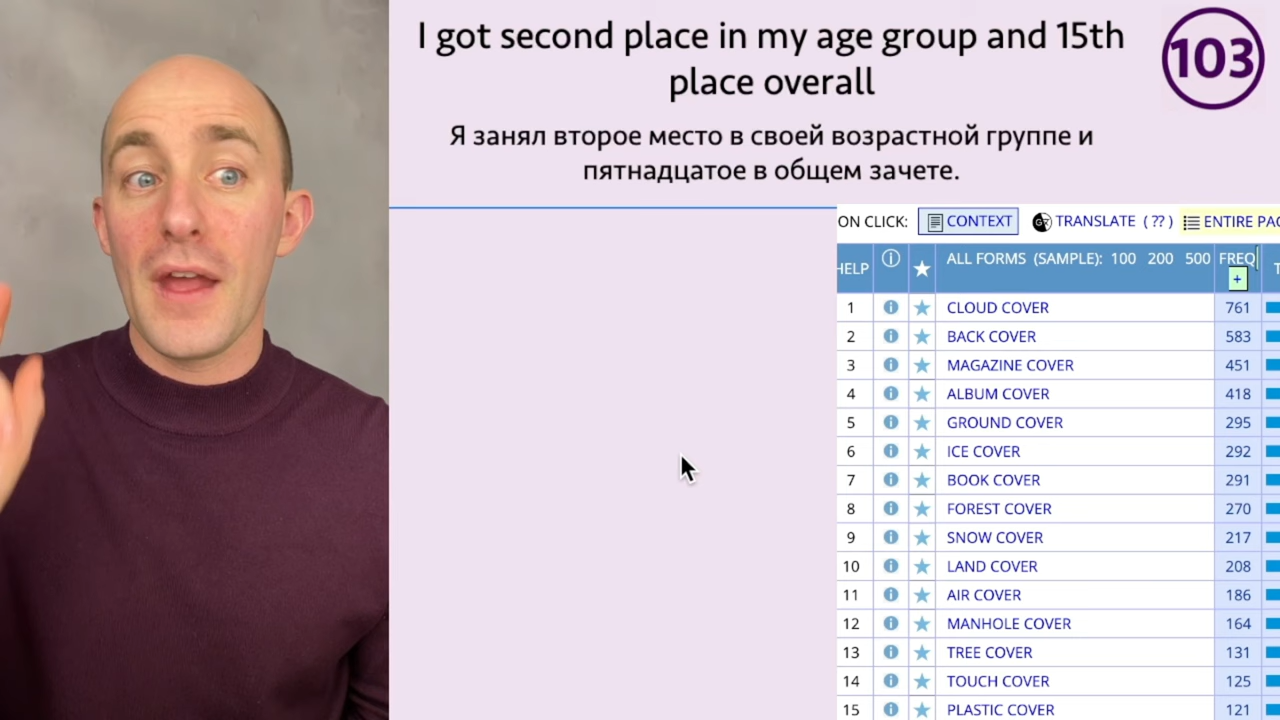 I got second place in my age group and 15th
place overall
103
Я занял второе место в своей возрастной группе и
пятнадцатое в общем зачете.
ON CLICK: CONTEXT TRANSLATE (??) ENTIRE PAG
HELP ALL FORMS (SAMPLE): 100 200 500 FREQ
+
1 CLOUD COVER 761
2 BACK COVER 583
3 MAGAZINE COVER 451
4 ALBUM COVER 418
5 GROUND COVER 295
6 ICE COVER 292
7 BOOK COVER 291
8 FOREST COVER 270
9 SNOW COVER 217
10 LAND COVER 208
11 AIR COVER 186
12 MANHOLE COVER 164
13 TREE COVER 131
14 TOUCH COVER 125
15 PLASTIC COVER 121